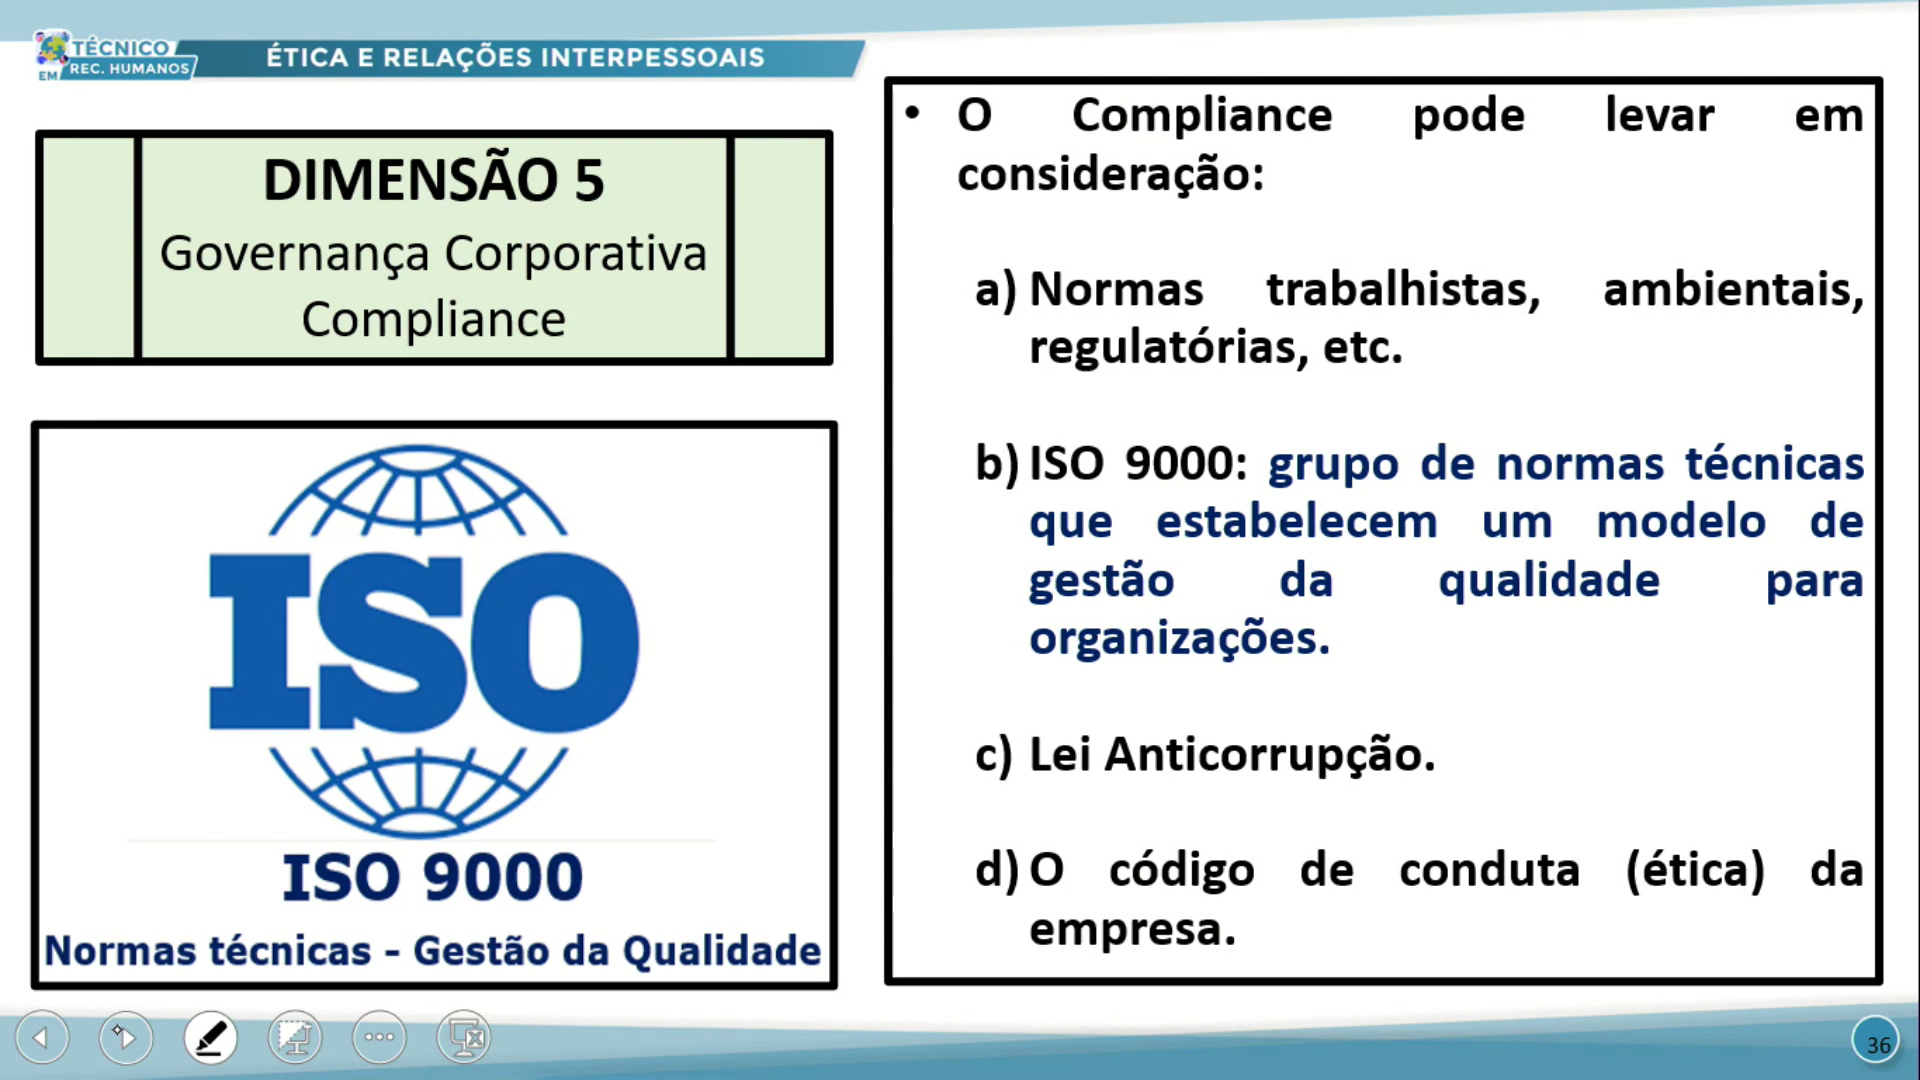 TÉCNICO
EM REC. HUMANOS
ÉTICA E RELAÇÕES INTERPESSOAIS
DIMENSÃO 5
Governança Corporativa
Compliance
ISO
ISO 9000
Normas técnicas - Gestão da Qualidade
• O Compliance pode levar em
consideração:
a) Normas trabalhistas, ambientais,
regulatórias, etc.
b) ISO 9000: grupo de normas técnicas
que estabelecem um modelo de
gestão da qualidade para
organizações.
c) Lei Anticorrupção.
d) O código de conduta (ética) da
empresa.
36